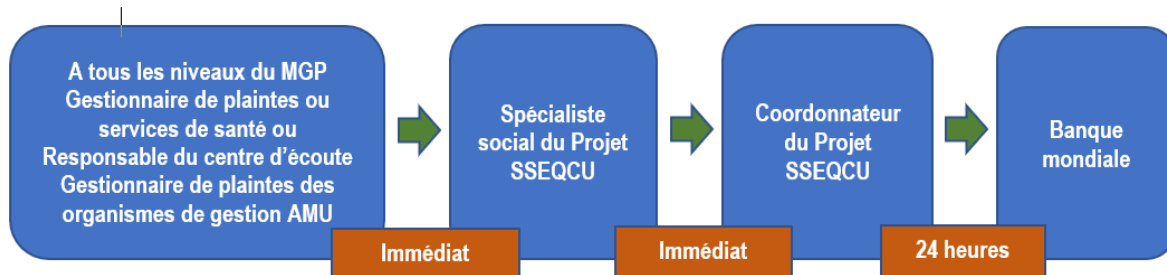 A tous les niveaux du MGP
Gestionnaire de plaintes ou
services de santé ou
Responsable du centre d'écoute
Gestionnaire de plaintes des
organismes de gestion AMU
Immédiat
Spécialiste
social du Projet
SSEQCU
Immédiat
Coordonnateur
du Projet
SSEQCU
24 heures
Banque
mondiale